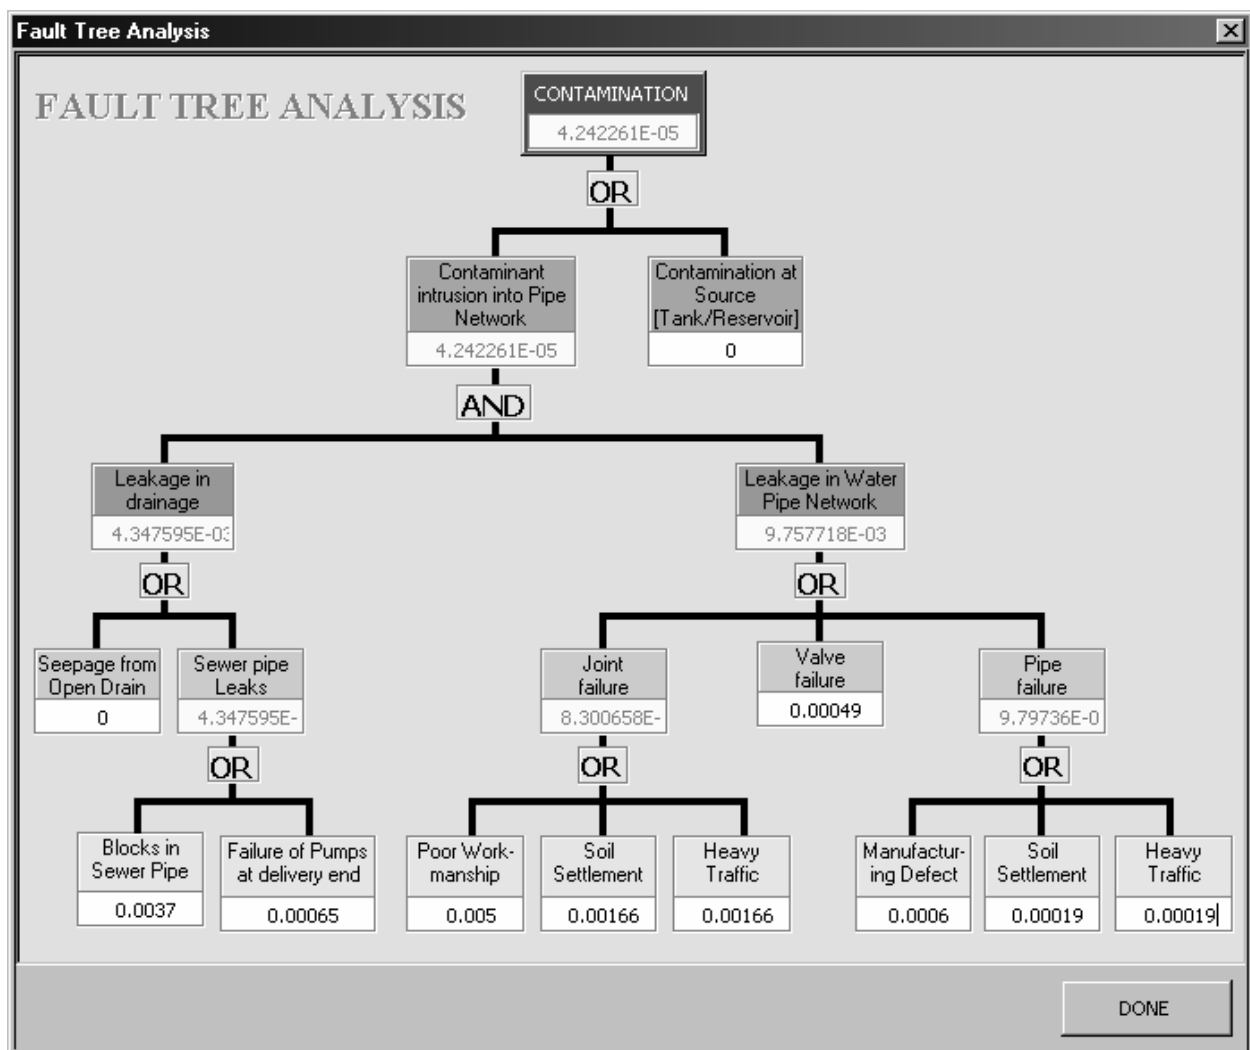 Fault Tree Analysis
FAULT TREE ANALYSIS
CONTAMINATION
4.242261E-05
OR
Contaminant
intrusion into Pipe
Network
4.242261E-05
Contamination at
Source
[Tank/Reservoir]
0
AND
Leakage in
drainage
4.347595E-03
Leakage in Water
Pipe Network
9.757718E-03
OR
OR
Seepage from
Open Drain
0
Sewer pipe
Leaks
4.347595E-
Joint
failure
8.300658E-
Valve
failure
0.00049
Pipe
failure
9.79736E-0
OR
OR
OR
Blocks in
Sewer Pipe
0.0037
Failure of Pumps
at delivery end
0.00065
Poor Work-
manship
0.005
Soil
Settlement
0.00166
Heavy
Traffic
0.00166
Manufactur-
ing Defect
0.0006
Soil
Settlement
0.00019
Heavy
Traffic
0.00019
DONE